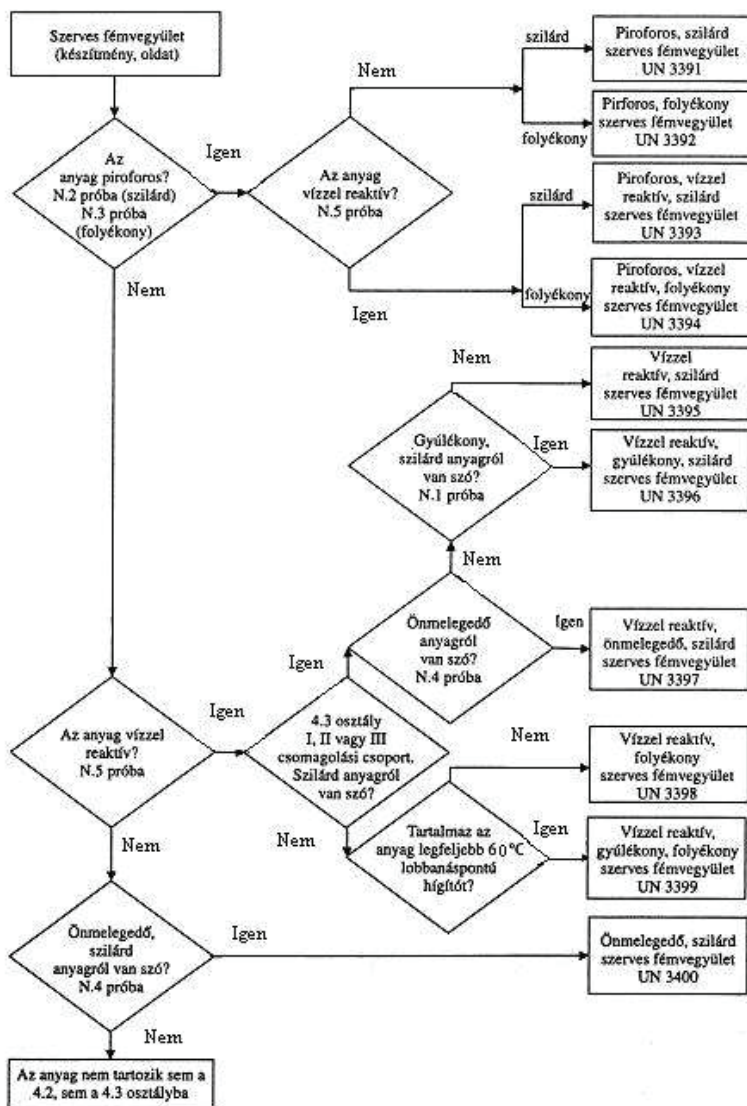 Szerves fémvegyület
(készítmény, oldat)
Az
anyag piroforos?
N.2 próba (szilárd)
N.3 próba
(folyékony)
Igen
Nem
Az anyag
vízzel reaktív?
N.5 próba
Nem
Igen
szilárd
folyékony
szilárd
folyékony
Piroforos, szilárd
szerves fémvegyület
UN 3391
Pirforos, folyékony
szerves fémvegyület
UN 3392
Piroforos, vízzel
reaktív, szilárd
szerves fémvegyület
UN 3393
Piroforos, vízzel
reaktív, folyékony
szerves fémvegyület
UN 3394
Nem
Vízzel
reaktív, szilárd
szerves fémvegyület
UN 3395
Gyúlékony,
szilárd anyagról
van szó?
N.1 próba
Igen
Vízzel reaktív,
gyúlékony, szilárd
szerves fémvegyület
UN 3396
Nem
Önmelegedő
anyagról
van szó?
N.4 próba
Igen
Vízzel reaktív,
önmelegedő, szilárd
szerves fémvegyület
UN 3397
Igen
Az anyag vízzel
reaktív?
N.5 próba
Igen
Nem
4.3 osztály
I, II vagy III
csomagolási csoport,
Szilárd anyagról
van szó?
Nem
Nem
Vízzel reaktív,
folyékony
szerves fémvegyület
UN 3398
Tartalmaz az
anyag legfeljebb 60°C
lobbanáspontú
hígítót?
Igen
Vízzel reaktív,
gyúlékony, folyékony
szerves fémvegyület
UN 3399
Önmelegedő,
szilárd
anyagról van szó?
N.4 próba
Igen
Önmelegedő, szilárd
szerves fémvegyület
UN 3400
Nem
Az anyag nem tartozik sem a
4.2, sem a 4.3 osztályba